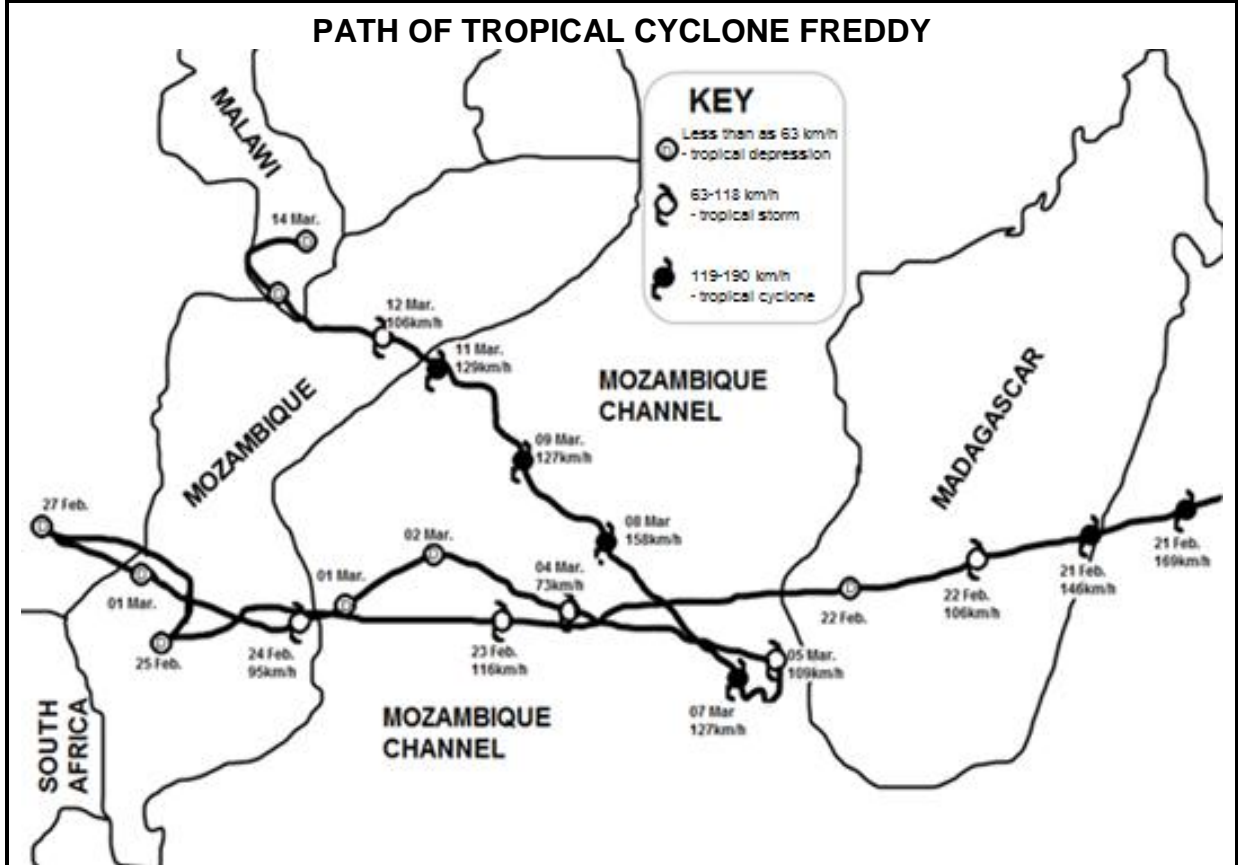 PATH OF TROPICAL CYCLONE FREDDY
KEY
Less than as 63 km/h
- tropical depression
63-118 km/h
- tropical storm
119-190 km/h
- tropical cyclone
MALAWI
14 Mar.
12 Mar.
106km/h
11 Mar.
129km/h
MOZAMBIQUE
CHANNEL
MADAGASCAR
MOZAMBIQUE
09 Mar.
127km/h
27 Feb.
08 Mar
158km/h
02 Mar.
21 Feb.
169km/h
21 Feb.
146km/h
04 Mar.
73km/h
01 Mar.
01 Mar.
22 Feb.
106km/h
22 Feb.
25 Feb.
24 Feb.
95km/h
23 Feb.
116km/h
05 Mar.
109km/h
07 Mar
127km/h
MOZAMBIQUE
CHANNEL
SOUTH
AFRICA